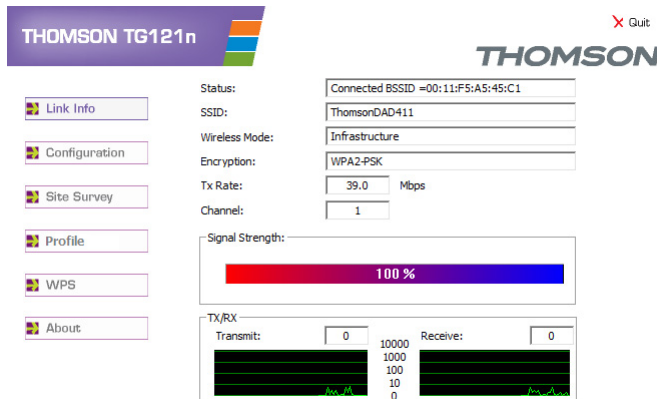 THOMSON TG121n
Quit
THOMSON
Link Info
Configuration
Site Survey
Profile
WPS
About
Status: Connected BSSID =00:11:F5:A5:45:C1
SSID: ThomsonDAD411
Wireless Mode: Infrastructure
Encryption: WPA2-PSK
Tx Rate: 39.0 Mbps
Channel: 1
Signal Strength:
100 %
TX/RX
Transmit: 0 Receive: 0
10000
1000
100
10
0